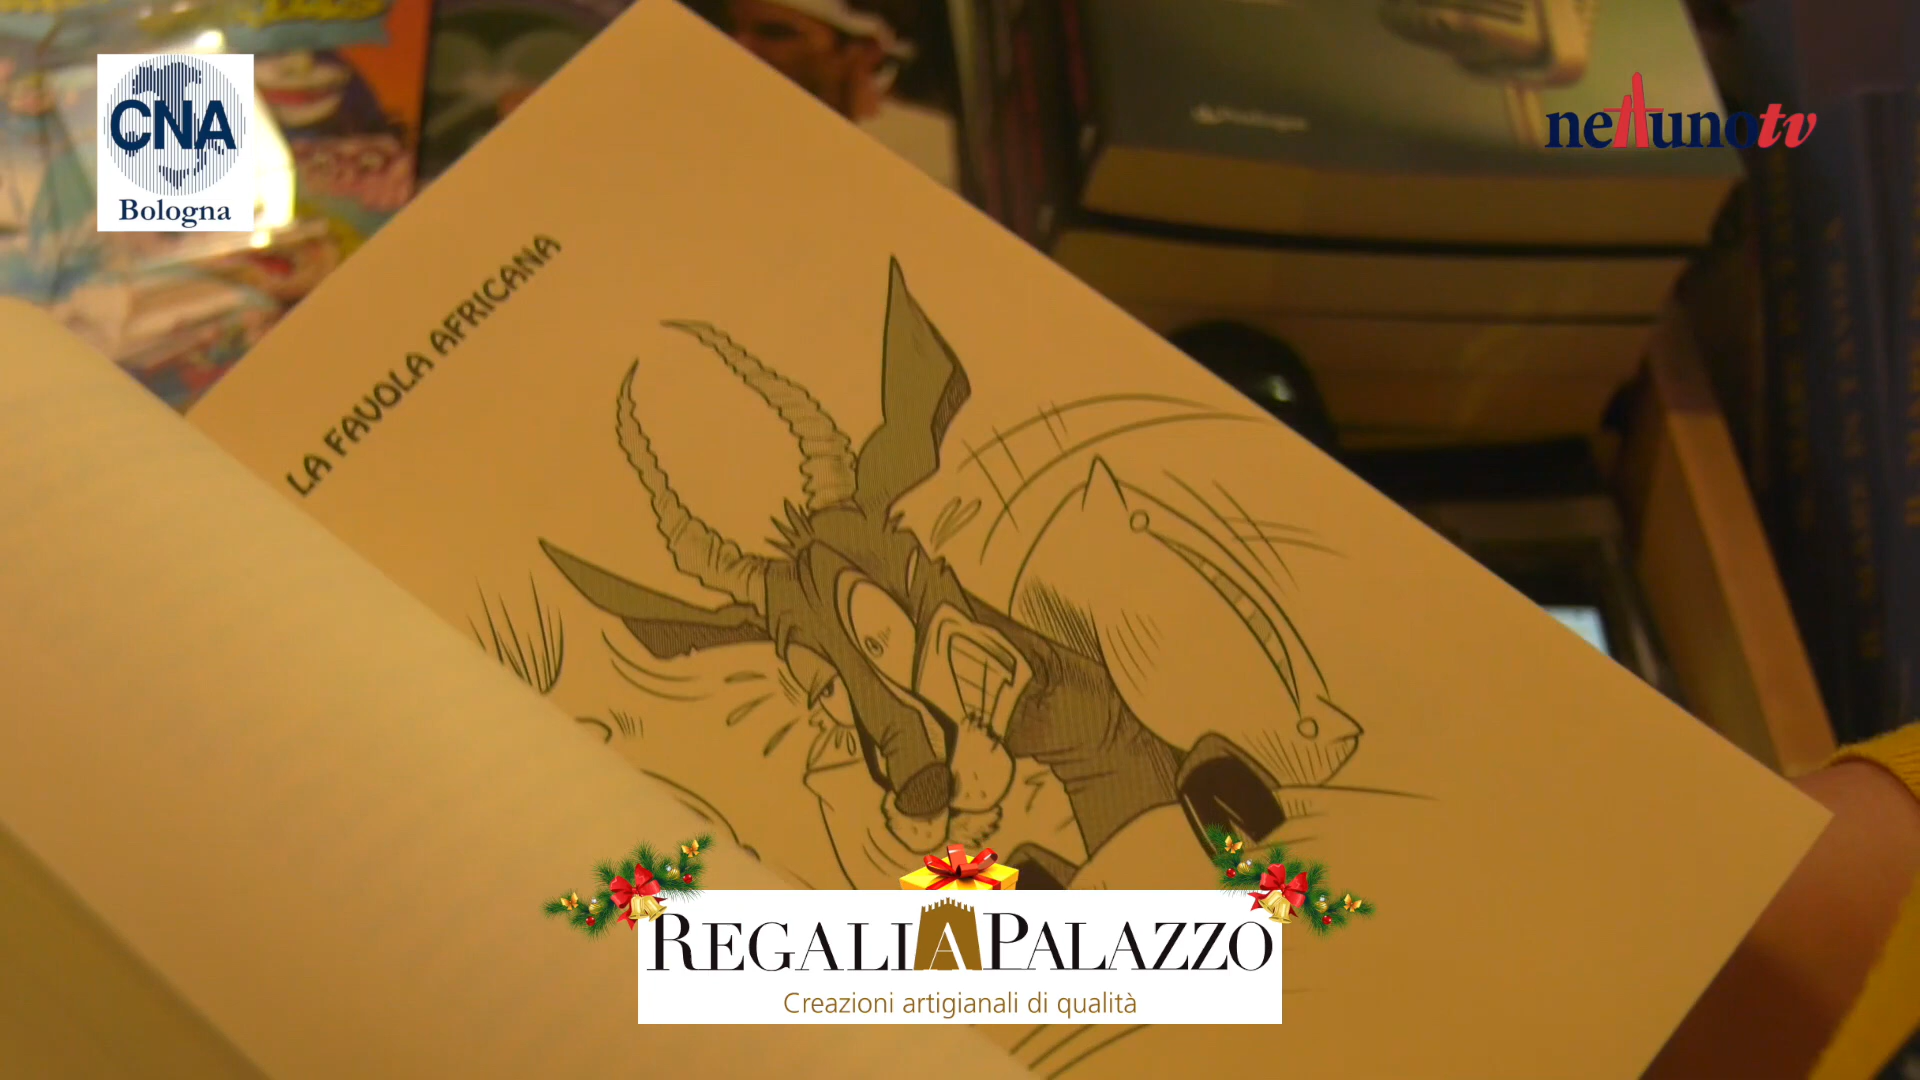 CNA
Bologna
nettunotv
LA FAVOLA AFRICANA
REGALI A PALAZZO
Creazioni artigianali di qualità